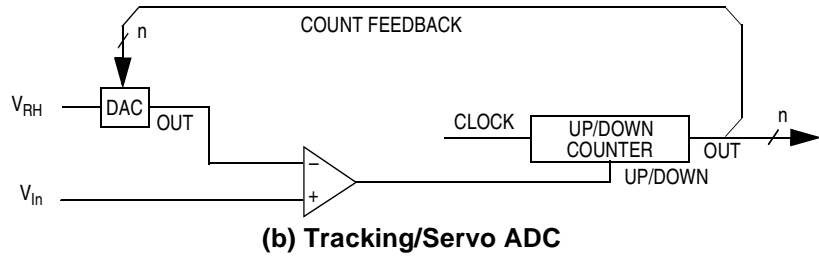 n
COUNT FEEDBACK
V_RH
DAC
OUT
CLOCK
UP/DOWN
COUNTER
OUT
n
UP/DOWN
−
V_In
+
(b) Tracking/Servo ADC